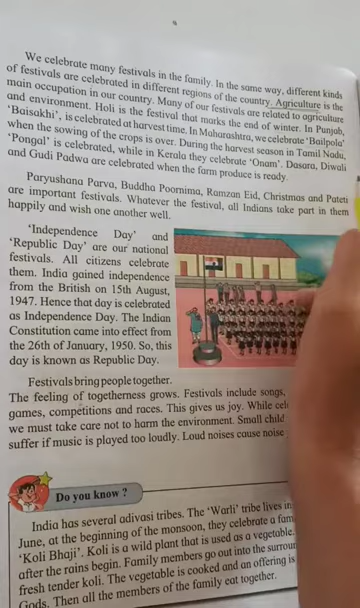 We celebrate many festivals in the family. In the same way, different kinds
of festivals are celebrated in different regions of the country. Agriculture is the
main occupation in our country. Many of our festivals are related to agriculture
and environment. Holi is the festival that marks the end of winter. In Punjab,
‘Baisakhi’, is celebrated at harvest time. In Maharashtra, we celebrate ‘Bailpola’
when the sowing of the crops is over. During the harvest season in Tamil Nadu,
‘Pongal’ is celebrated, while in Kerala they celebrate ‘Onam’. Dasara, Diwali
and Gudi Padwa are celebrated when the farm produce is ready.
Paryushana Parva, Buddha Poornima, Ramzan Eid, Christmas and Pateti
are important festivals. Whatever the festival, all Indians take part in them
happily and wish one another well.
‘Independence Day’ and
‘Republic Day’ are our national
festivals. All citizens celebrate
them. India gained independence
from the British on 15th August,
1947. Hence that day is celebrated
as Independence Day. The Indian
Constitution came into effect from
the 26th of January, 1950. So, this
day is known as Republic Day.
Festivals bring people together.
The feeling of togetherness grows. Festivals include songs,
games, competitions and races. This gives us joy. While cele
we must take care not to harm the environment. Small child
suffer if music is played too loudly. Loud noises cause noise
Do you know ?
India has several adivasi tribes. The ‘Warli’ tribe lives in
June, at the beginning of the monsoon, they celebrate a fam
‘Koli Bhaji’. Koli is a wild plant that is used as a vegetable.
after the rains begin. Family members go out into the surrour
fresh tender koli. The vegetable is cooked and an offering is
Gods. Then all the members of the family eat together.